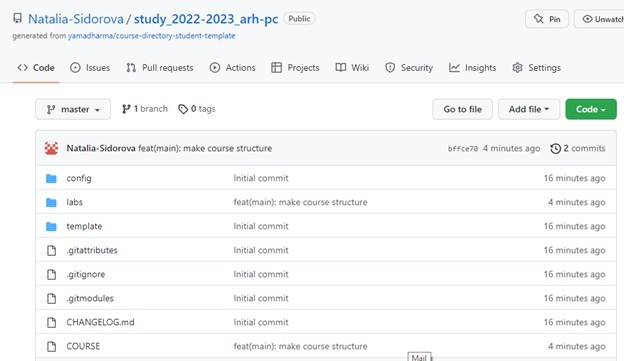 Natalia-Sidorova / study_2022-2023_arh-pc Public Pin Unwatch
generated from yamadharma/course-directory-student-template
Code Issues Pull requests Actions Projects Wiki Security Insights Settings
master 1 branch 0 tags Go to file Add file Code
Natalia-Sidorova feat(main): make course structure bffce70 4 minutes ago 2 commits
config Initial commit 16 minutes ago
labs feat(main): make course structure 4 minutes ago
template Initial commit 16 minutes ago
.gitattributes Initial commit 16 minutes ago
.gitignore Initial commit 16 minutes ago
.gitmodules Initial commit 16 minutes ago
CHANGELOG.md Initial commit 16 minutes ago
COURSE feat(main): make course structure 4 minutes ago
Mail